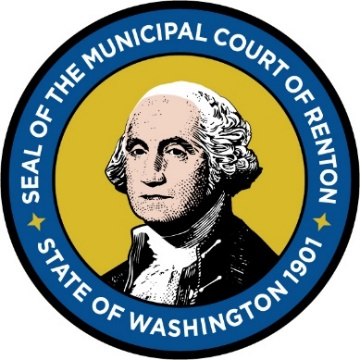 SEAL OF THE MUNICIPAL COURT OF RENTON
STATE OF WASHINGTON 1901